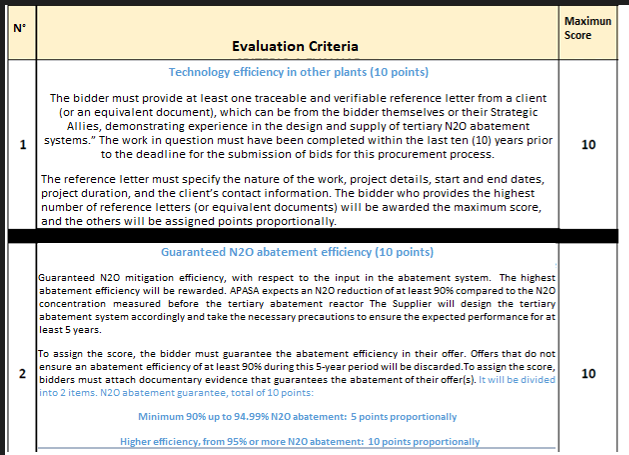 N°
Evaluation Criteria
Maximun
Score
Technology efficiency in other plants (10 points)
The bidder must provide at least one traceable and verifiable reference letter from a client
(or an equivalent document), which can be from the bidder themselves or their Strategic
Allies, demonstrating experience in the design and supply of tertiary N2O abatement
systems.” The work in question must have been completed within the last ten (10) years prior
to the deadline for the submission of bids for this procurement process.
1
10
The reference letter must specify the nature of the work, project details, start and end dates,
project duration, and the client's contact information. The bidder who provides the highest
number of reference letters (or equivalent documents) will be awarded the maximum score,
and the others will be assigned points proportionally.
Guaranteed N2O abatement efficiency (10 points)
Guaranteed N2O mitigation efficiency, with respect to the input in the abatement system. The highest
abatement efficiency will be rewarded. APASA expects an N2O reduction of at least 90% compared to the N2O
concentration measured before the tertiary abatement reactor The Supplier will design the tertiary
abatement system accordingly and take the necessary precautions to ensure the expected performance for at
least 5 years.
To assign the score, the bidder must guarantee the abatement efficiency in their offer. Offers that do not
ensure an abatement efficiency of at least 90% during this 5-year period will be discarded.To assign the score,
2
10
bidders must attach documentary evidence that guarantees the abatement of their offer(s). It will be divided
into 2 items. N2O abatement guarantee, total of 10 points:
Minimum 90% up to 94.99% N2O abatement: 5 points proportionally
Higher efficiency, from 95% or more N2O abatement: 10 points proportionally